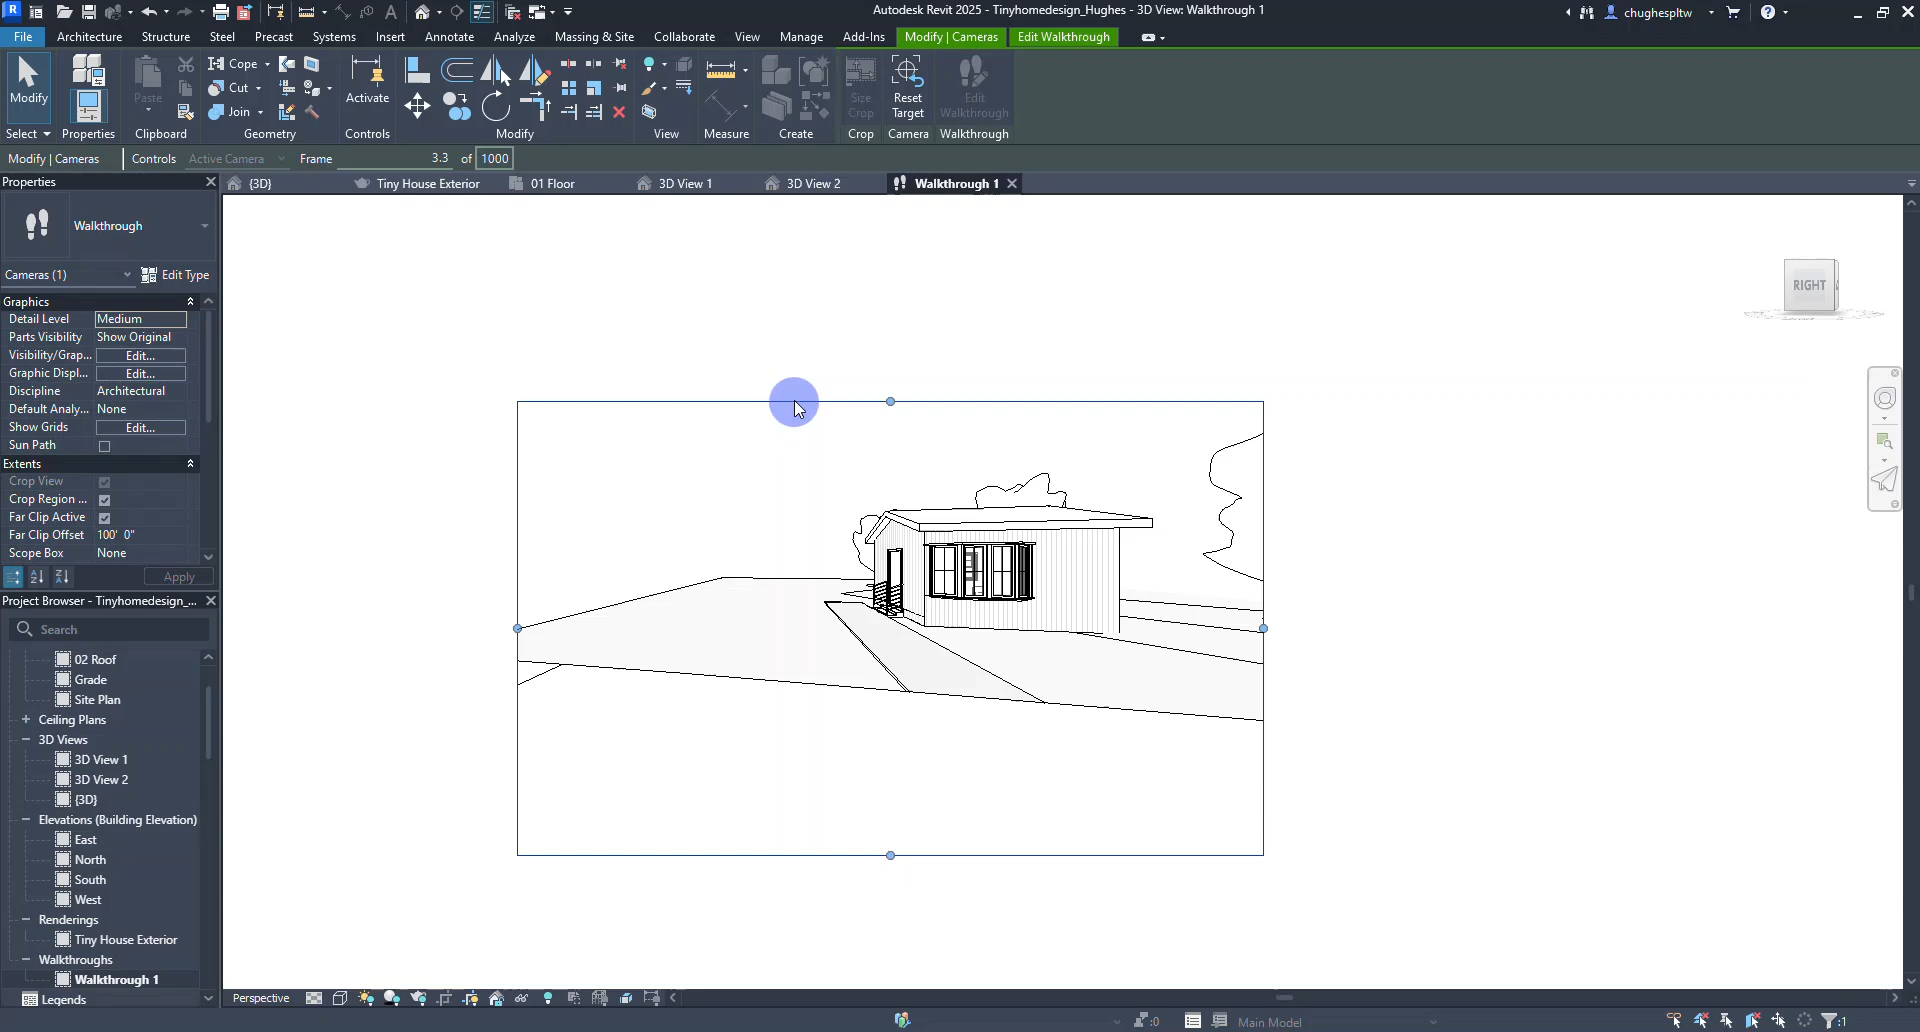 Autodesk Revit 2025 - Tinyhomedesign_Hughes - 3D View: Walkthrough 1
chughespltw
File Architecture Structure Steel Precast Systems Insert Annotate Analyze Massing & Site Collaborate View Manage Add-Ins Modify | Cameras Edit Walkthrough
Modify
Paste
Cope
Cut
Join
Activate
Size Crop
Reset Target
Edit Walkthrough
Select Properties Clipboard Geometry Controls Modify View Measure Create Crop Camera Walkthrough
Modify | Cameras Controls Active Camera Frame 3.3 of 1000
Properties
{3D} Tiny House Exterior 01 Floor 3D View 1 3D View 2 Walkthrough 1
Walkthrough
Cameras (1) Edit Type
Graphics
Detail Level Medium
Parts Visibility Show Original
Visibility/Grap... Edit...
Graphic Displ... Edit...
Discipline Architectural
Default Analy... None
Show Grids Edit...
Sun Path
Extents
Crop View
Crop Region ...
Far Clip Active
Far Clip Offset 100' 0"
Scope Box None
Apply
Project Browser - Tinyhomedesign_...
Search
02 Roof
Grade
Site Plan
Ceiling Plans
3D Views
3D View 1
3D View 2
{3D}
Elevations (Building Elevation)
East
North
South
West
Renderings
Tiny House Exterior
Walkthroughs
Walkthrough 1
Legends
RIGHT
Perspective
:0
Main Model
:1